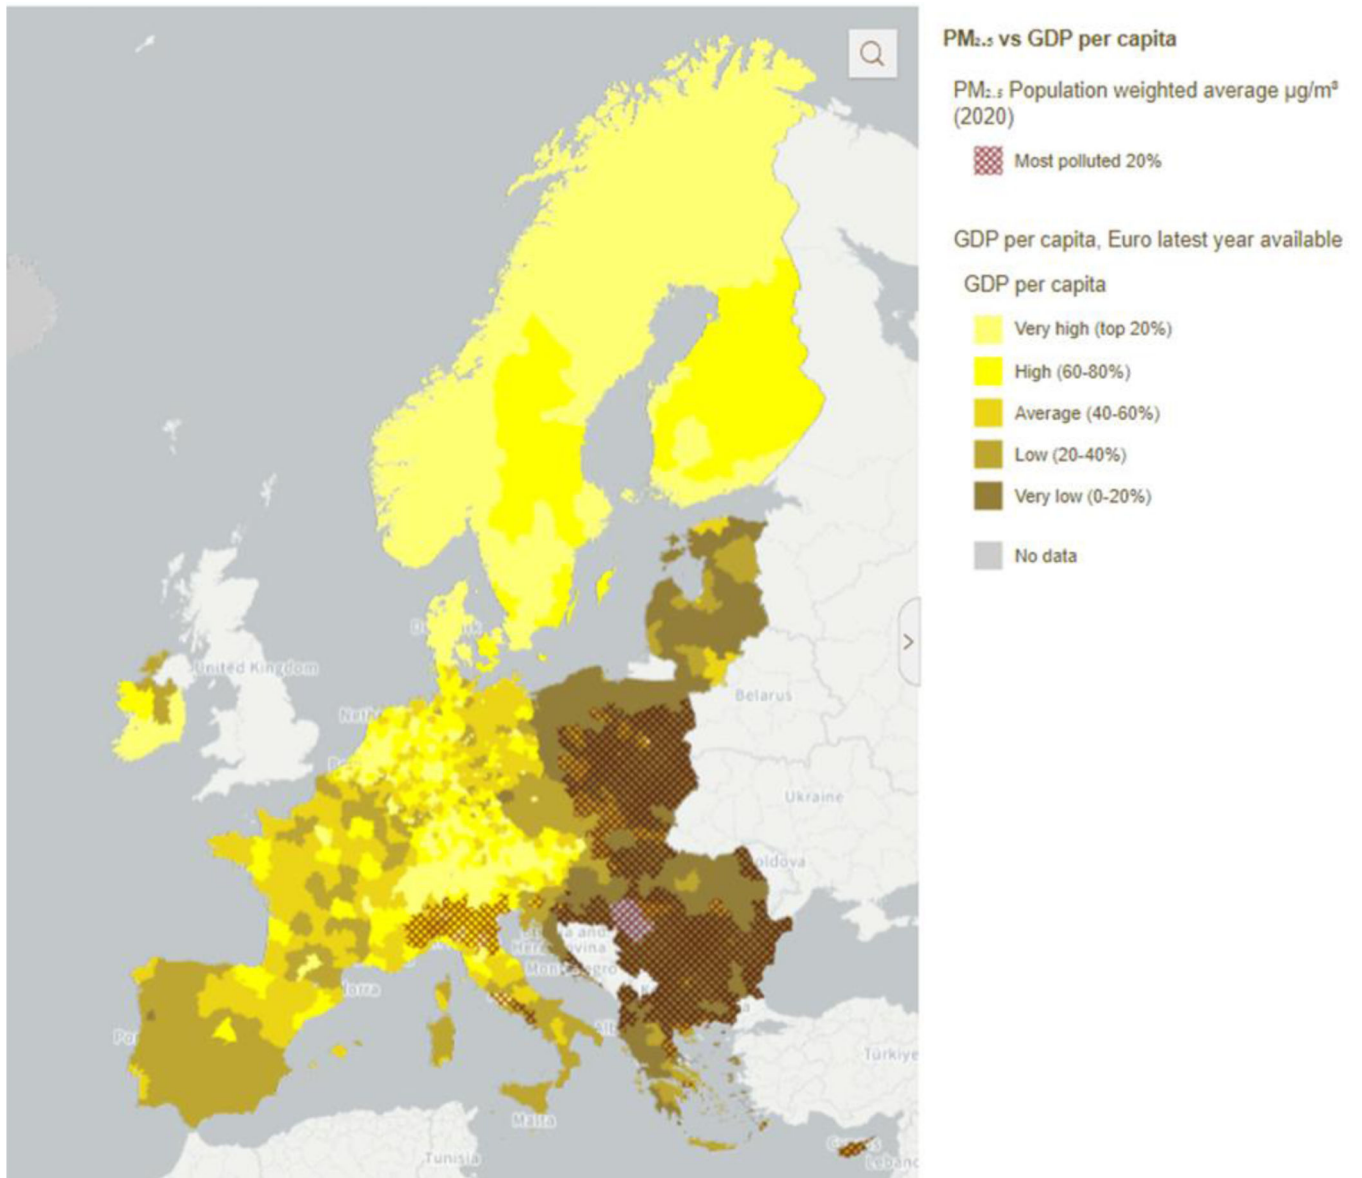 PM₂.₅ vs GDP per capita
PM₂.₅ Population weighted average µg/m³
(2020)
Most polluted 20%
GDP per capita, Euro latest year available
GDP per capita
Very high (top 20%)
High (60-80%)
Average (40-60%)
Low (20-40%)
Very low (0-20%)
No data
United Kingdom
Belarus
Ukraine
oldova
Türkiye
Malta
Tunisia
Lebano